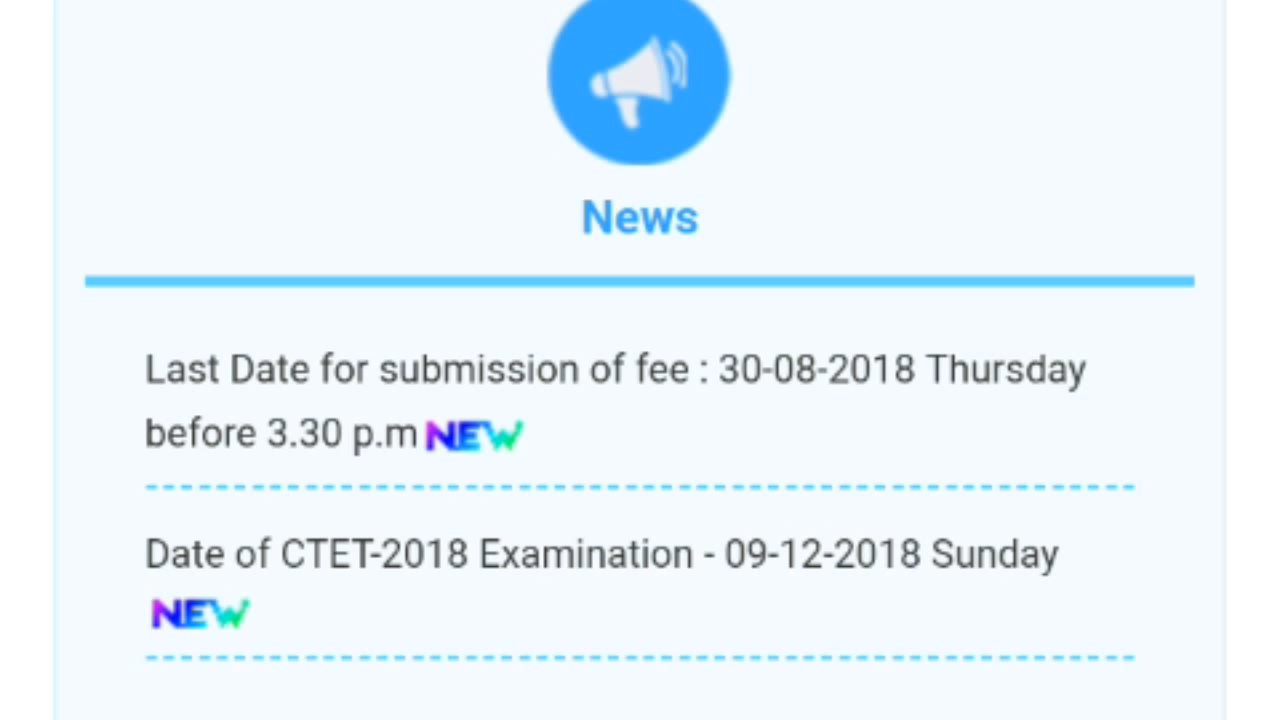 News
Last Date for submission of fee : 30-08-2018 Thursday
before 3.30 p.m NEW
Date of CTET-2018 Examination - 09-12-2018 Sunday
NEW